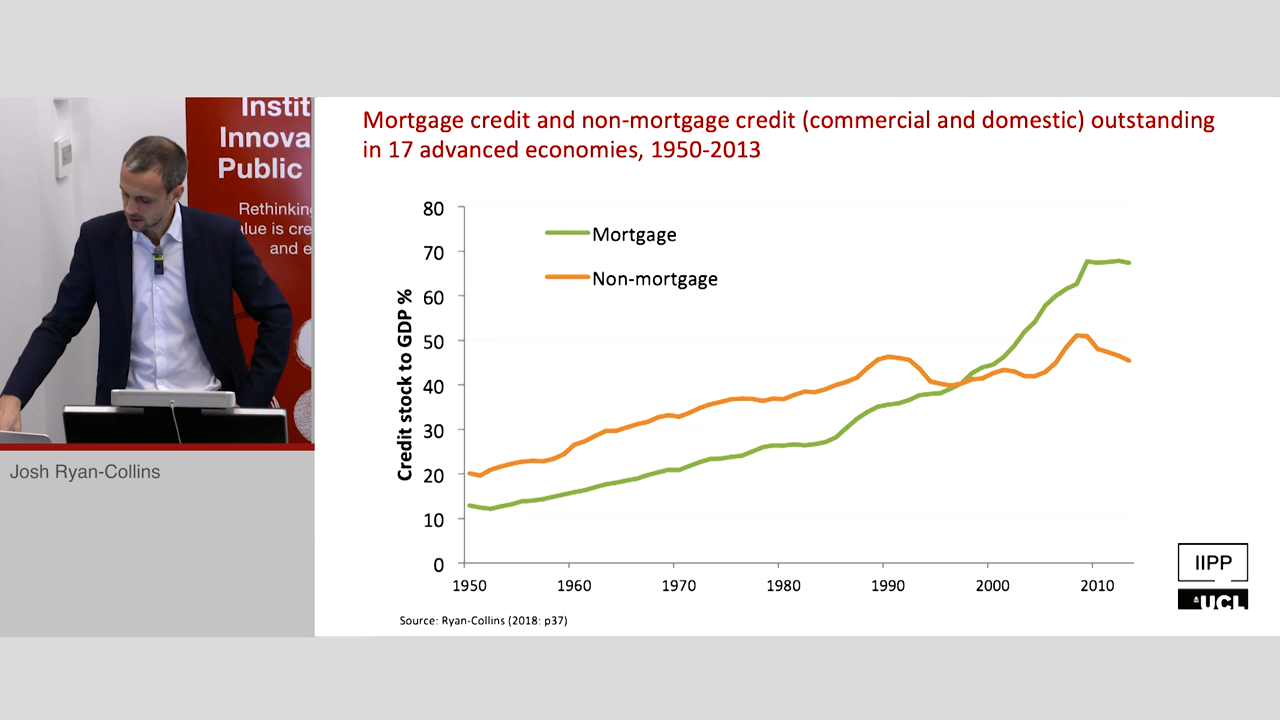 Instit
Innova
Public
Rethinking
alue is cre
and e
Josh Ryan-Collins
Mortgage credit and non-mortgage credit (commercial and domestic) outstanding
in 17 advanced economies, 1950-2013
Credit stock to GDP %
80
70
60
50
40
30
20
10
0
Mortgage
Non-mortgage
1950 1960 1970 1980 1990 2000 2010
Source: Ryan-Collins (2018: p37)
IIPP
UCL